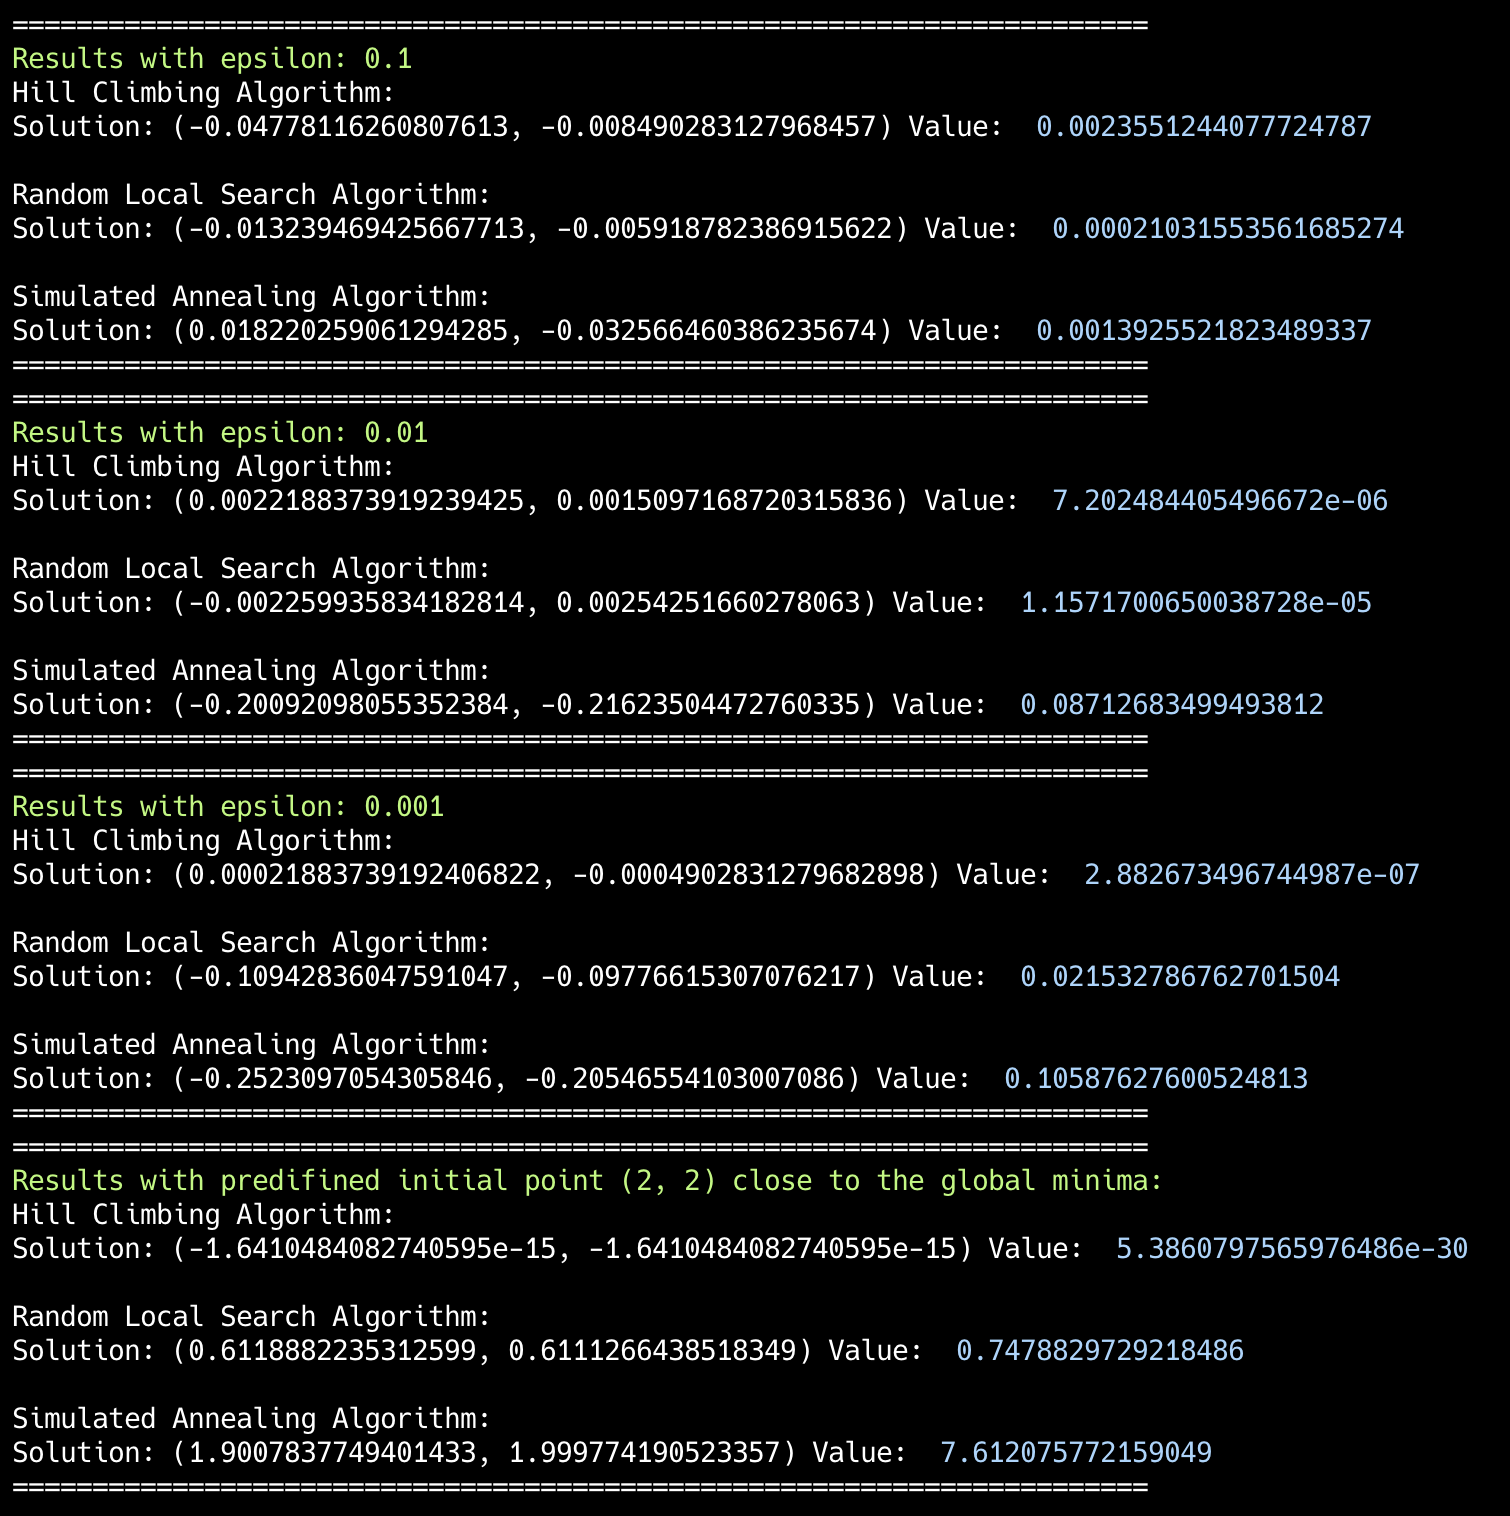 =======================================================================
Results with epsilon: 0.1
Hill Climbing Algorithm:
Solution: (-0.04778116260807613, -0.008490283127968457) Value:  0.0023551244077724787
Random Local Search Algorithm:
Solution: (-0.013239469425667713, -0.005918782386915622) Value:  0.00021031553561685274
Simulated Annealing Algorithm:
Solution: (0.018220259061294285, -0.032566460386235674) Value:  0.0013925521823489337
=======================================================================
=======================================================================
Results with epsilon: 0.01
Hill Climbing Algorithm:
Solution: (0.0022188373919239425, 0.0015097168720315836) Value:  7.202484405496672e-06
Random Local Search Algorithm:
Solution: (-0.002259935834182814, 0.00254251660278063) Value:  1.1571700650038728e-05
Simulated Annealing Algorithm:
Solution: (-0.20092098055352384, -0.21623504472760335) Value:  0.08712683499493812
=======================================================================
=======================================================================
Results with epsilon: 0.001
Hill Climbing Algorithm:
Solution: (0.00021883739192406822, -0.0004902831279682898) Value:  2.882673496744987e-07
Random Local Search Algorithm:
Solution: (-0.10942836047591047, -0.09776615307076217) Value:  0.021532786762701504
Simulated Annealing Algorithm:
Solution: (-0.2523097054305846, -0.20546554103007086) Value:  0.10587627600524813
=======================================================================
=======================================================================
Results with predifined initial point (2, 2) close to the global minima:
Hill Climbing Algorithm:
Solution: (-1.6410484082740595e-15, -1.6410484082740595e-15) Value:  5.3860797565976486e-30
Random Local Search Algorithm:
Solution: (0.6118882235312599, 0.6111266438518349) Value:  0.7478829729218486
Simulated Annealing Algorithm:
Solution: (1.9007837749401433, 1.999774190523357) Value:  7.612075772159049
=======================================================================